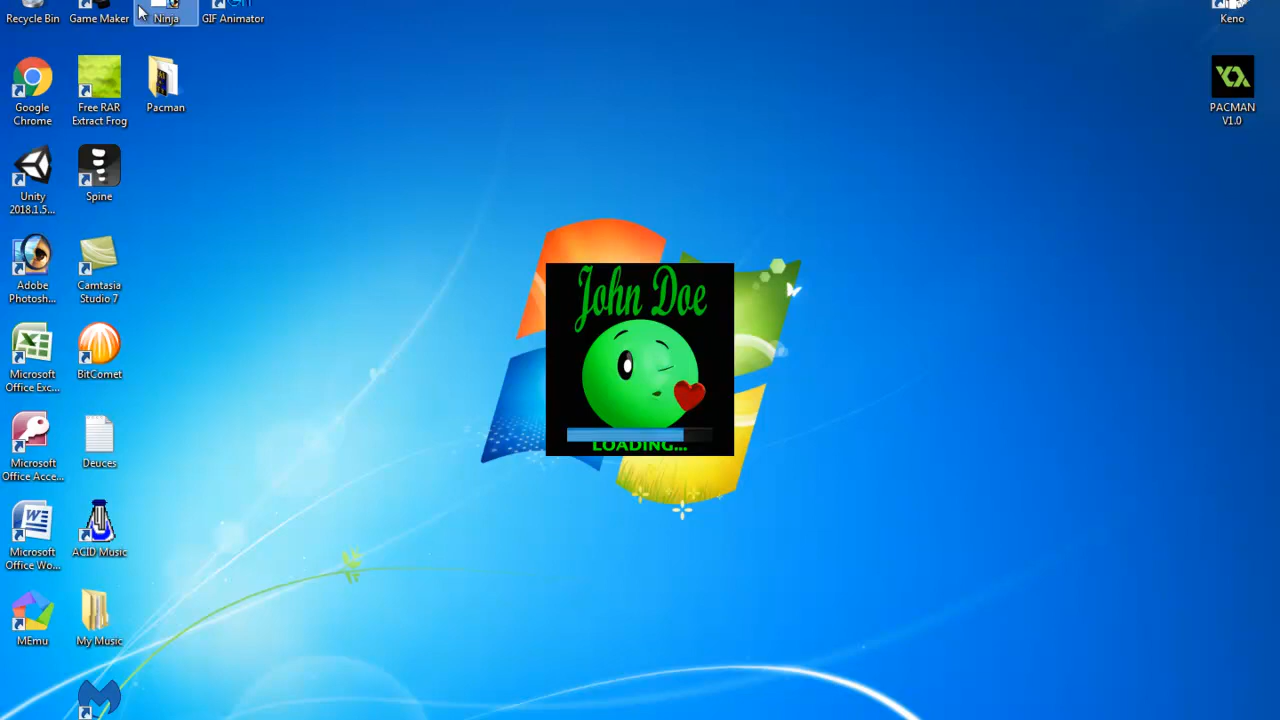 Recycle Bin
Game Maker
Ninja
GIF Animator
Keno
Google
Chrome
Free RAR
Extract Frog
Pacman
PACMAN
V1.0
Unity
2018.1.5...
Spine
Adobe
Photosh...
Camtasia
Studio 7
Microsoft
Office Exc...
BitComet
Microsoft
Office Acce...
Deuces
Microsoft
Office Wo...
ACID Music
MEmu
My Music
John Doe
LOADING...